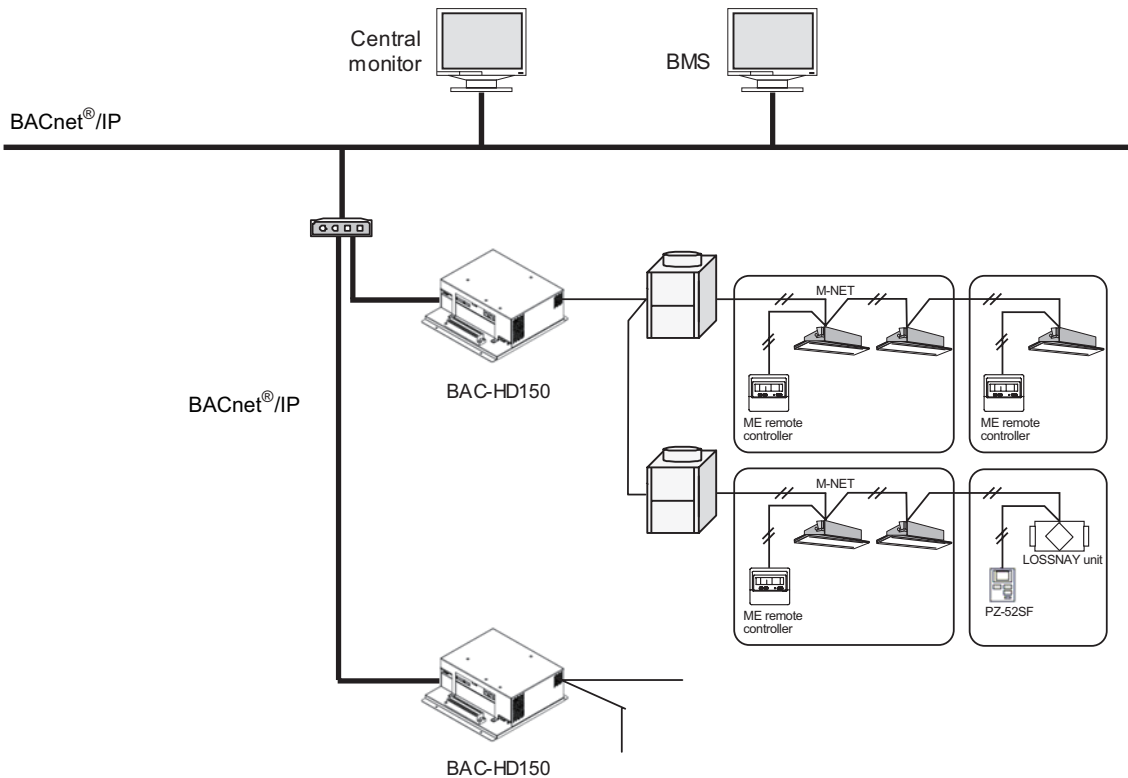 Central
monitor
BMS
BACnet®/IP
M-NET
BAC-HD150
BACnet®/IP
ME remote
controller
ME remote
controller
M-NET
LOSSNAY unit
PZ-52SF
ME remote
controller
BAC-HD150